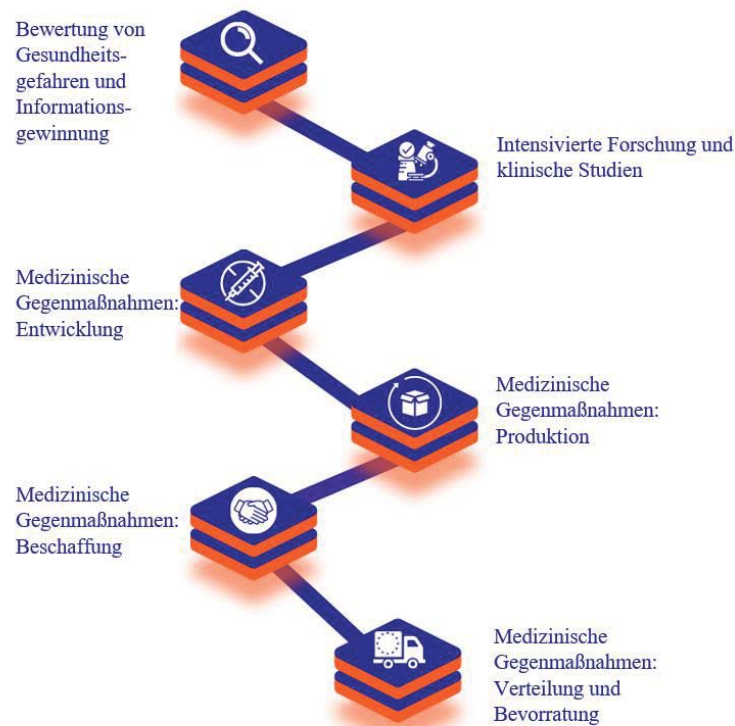 Bewertung von
Gesundheits-
gefahren und
Informations-
gewinnung
Intensivierte Forschung und
klinische Studien
Medizinische
Gegenmaßnahmen:
Entwicklung
Medizinische
Gegenmaßnahmen:
Produktion
Medizinische
Gegenmaßnahmen:
Beschaffung
Medizinische
Gegenmaßnahmen:
Verteilung und
Bevorratung